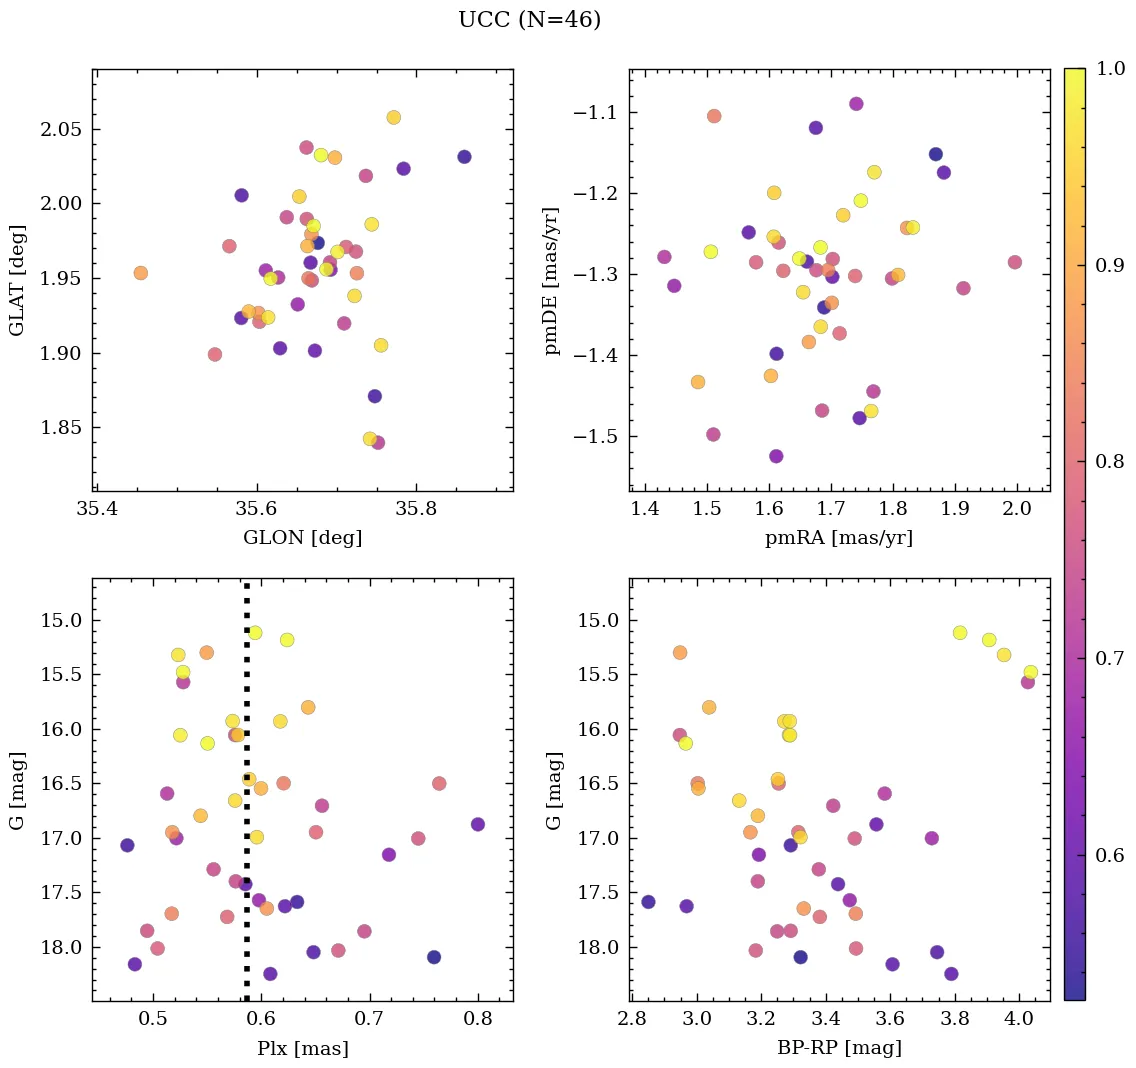 UCC (N=46)
2.05
2.00
1.95
1.90
1.85
GLAT [deg]
35.4 35.6 35.8
GLON [deg]
−1.1
−1.2
−1.3
−1.4
−1.5
pmDE [mas/yr]
1.4 1.5 1.6 1.7 1.8 1.9 2.0
pmRA [mas/yr]
1.0
0.9
0.8
0.7
0.6
15.0
15.5
16.0
16.5
17.0
17.5
18.0
G [mag]
0.5 0.6 0.7 0.8
Plx [mas]
15.0
15.5
16.0
16.5
17.0
17.5
18.0
G [mag]
2.8 3.0 3.2 3.4 3.6 3.8 4.0
BP-RP [mag]